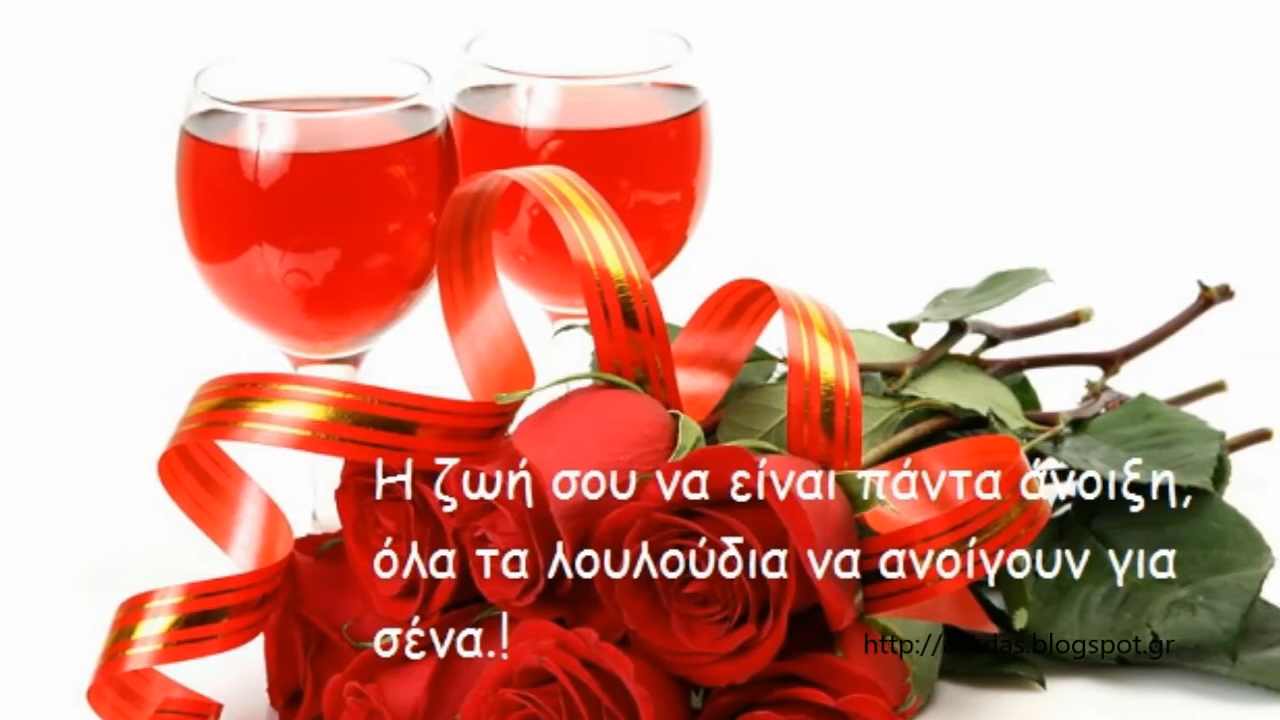 Η ζωή σου να είναι πάντα άνοιξη,
όλα τα λουλούδια να ανοίγουν για
σένα.!